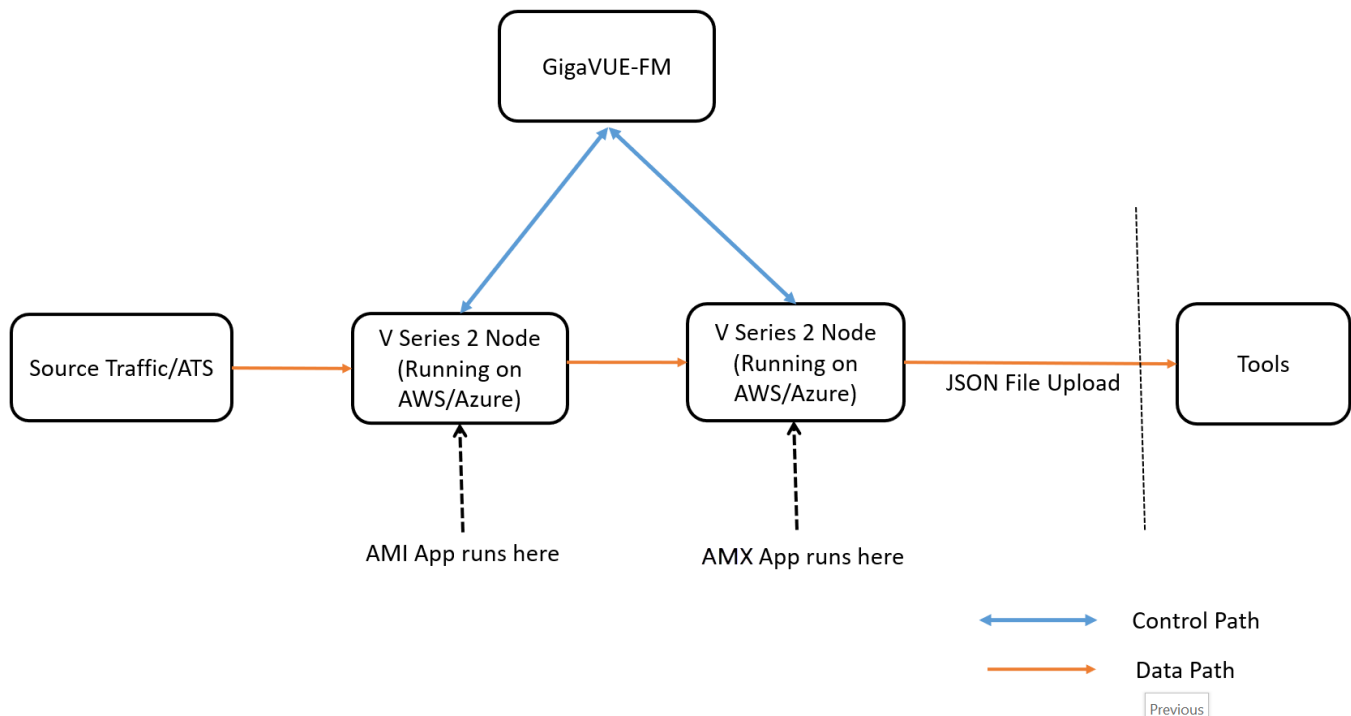 GigaVUE-FM
Source Traffic/ATS
V Series 2 Node
(Running on
AWS/Azure)
V Series 2 Node
(Running on
AWS/Azure)
JSON File Upload
Tools
AMI App runs here
AMX App runs here
Control Path
Data Path
Previous